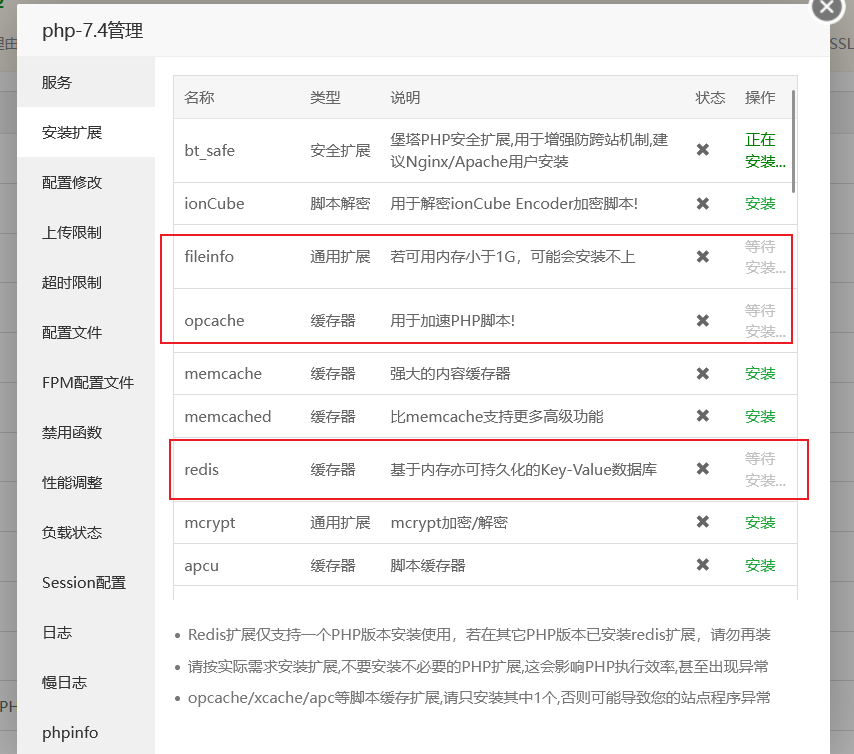 php-7.4管理
SSL
服务
安装扩展
配置修改
上传限制
超时限制
配置文件
FPM配置文件
禁用函数
性能调整
负载状态
Session配置
日志
慢日志
phpinfo
名称 类型 说明 状态 操作
bt_safe 安全扩展 堡塔PHP安全扩展,用于增强防跨站机制,建
议Nginx/Apache用户安装
正在
安装...
ionCube 脚本解密 用于解密ionCube Encoder加密脚本! 安装
fileinfo 通用扩展 若可用内存小于1G，可能会安装不上
等待
安装...
opcache 缓存器 用于加速PHP脚本!
等待
安装...
memcache 缓存器 强大的内容缓存器 安装
memcached 缓存器 比memcache支持更多高级功能 安装
redis 缓存器 基于内存亦可持久化的Key-Value数据库
等待
安装...
mcrypt 通用扩展 mcrypt加密/解密 安装
apcu 缓存器 脚本缓存器 安装
Redis扩展仅支持一个PHP版本安装使用，若在其它PHP版本已安装redis扩展，请勿再装
请按实际需求安装扩展,不要安装不必要的PHP扩展,这会影响PHP执行效率,甚至出现异常
opcache/xcache/apc等脚本缓存扩展,请只安装其中1个,否则可能导致您的站点程序异常